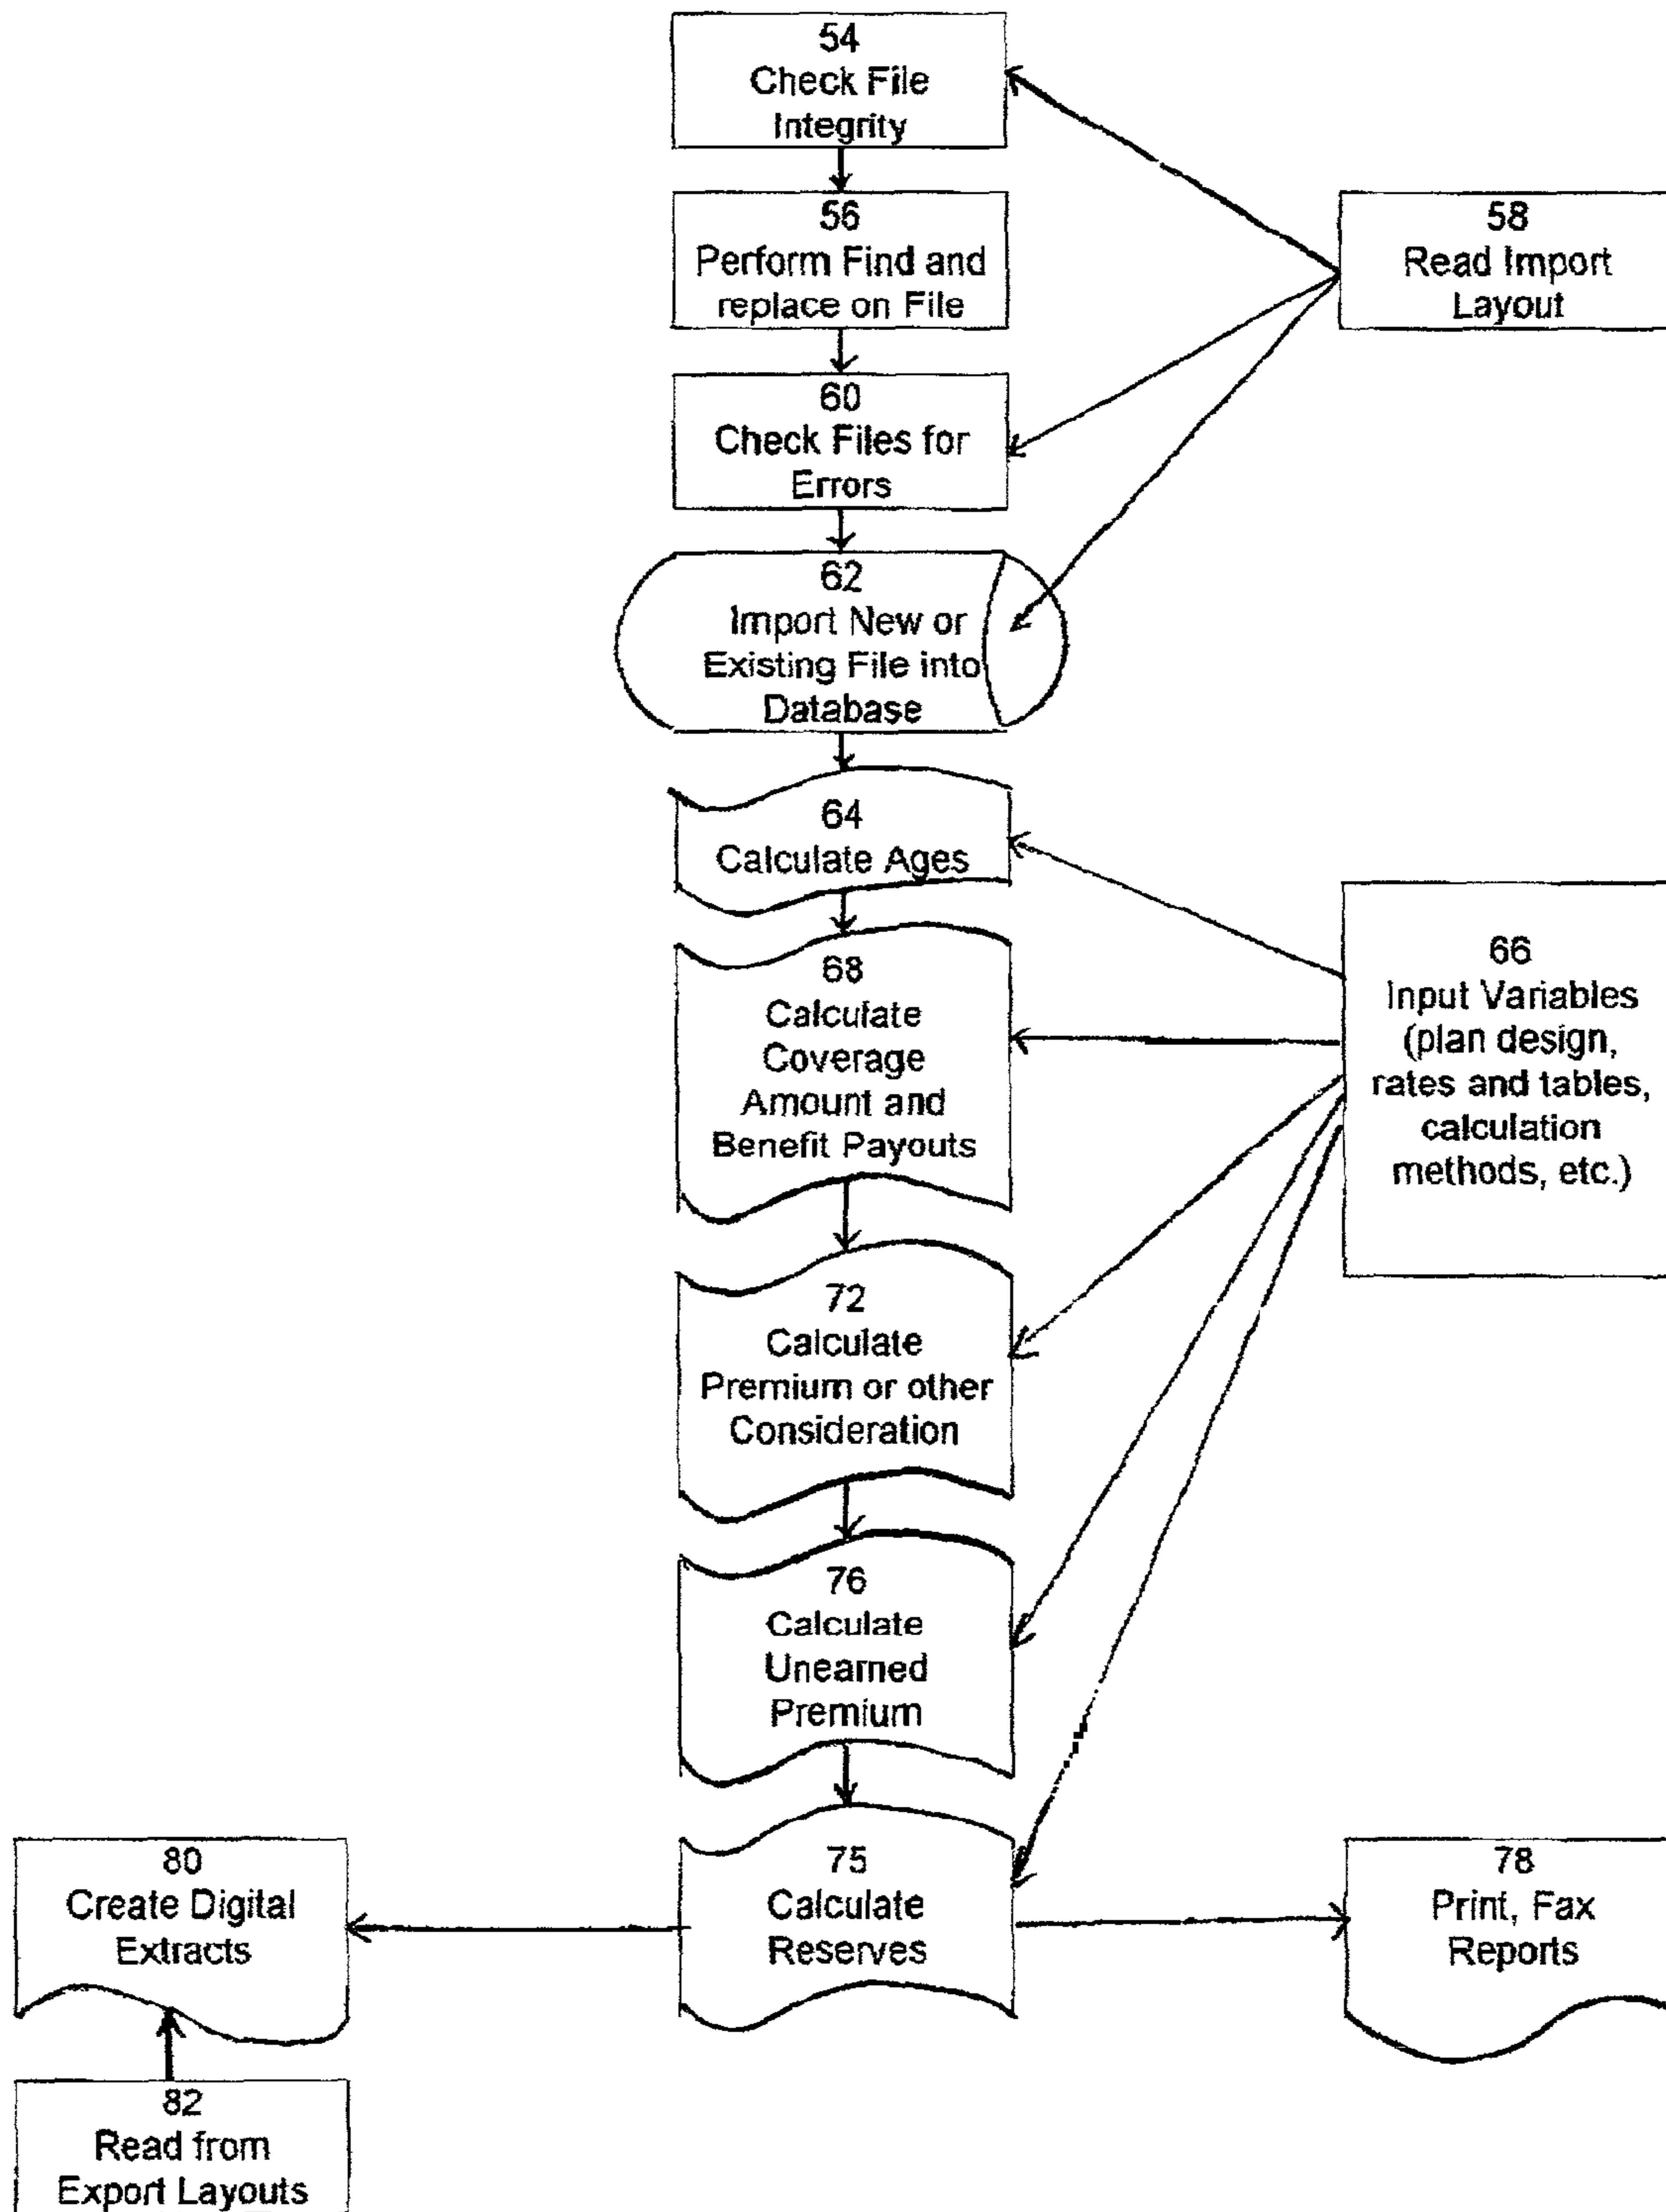 54
Check File
Integrity
56
Perform Find and
replace on File
58
Read Import
Layout
60
Check Files for
Errors
62
Import New or
Existing File into
Database
64
Calculate Ages
66
Input Variables
(plan design,
rates and tables,
calculation
methods, etc.)
68
Calculate
Coverage
Amount and
Benefit Payouts
72
Calculate
Premium or other
Consideration
76
Calculate
Unearned
Premium
75
Calculate
Reserves
80
Create Digital
Extracts
78
Print, Fax
Reports
82
Read from
Export Layouts